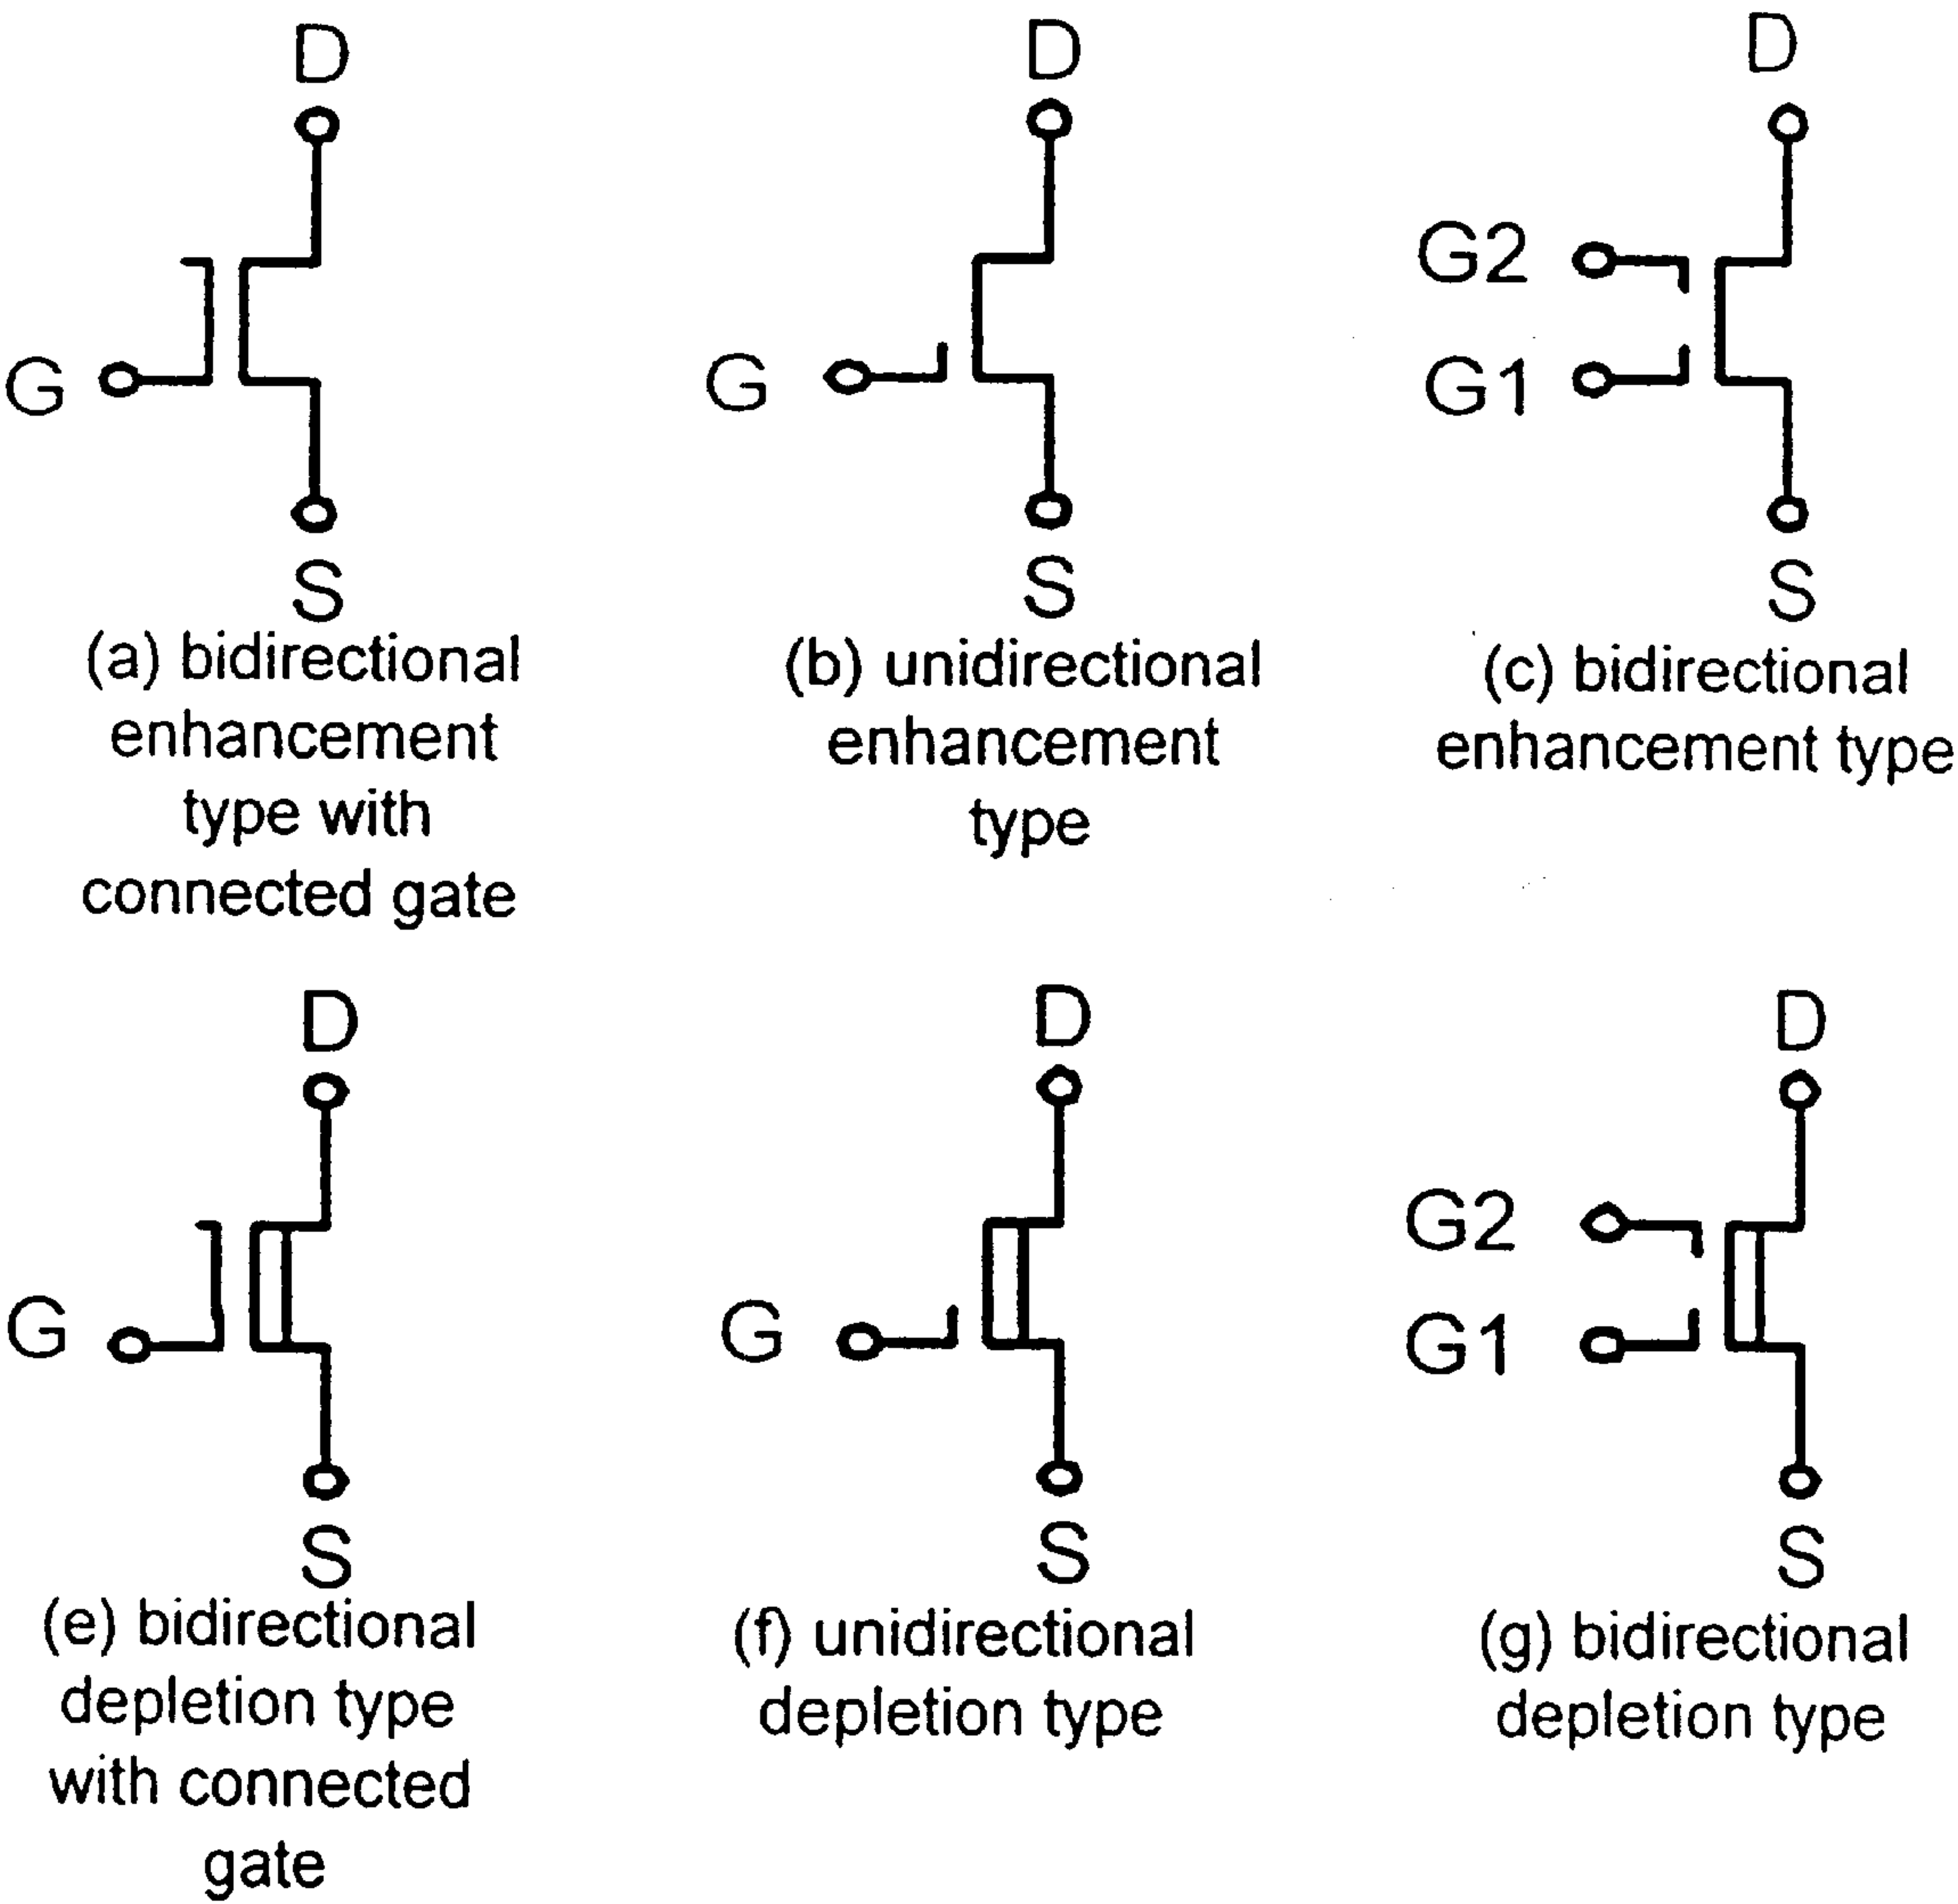 D
G
S
(a) bidirectional
enhancement
type with
connected gate
D
G
S
(b) unidirectional
enhancement
type
D
G2
G1
S
(c) bidirectional
enhancement type
D
G
S
(e) bidirectional
depletion type
with connected
gate
D
G
S
(f) unidirectional
depletion type
D
G2
G1
S
(g) bidirectional
depletion type